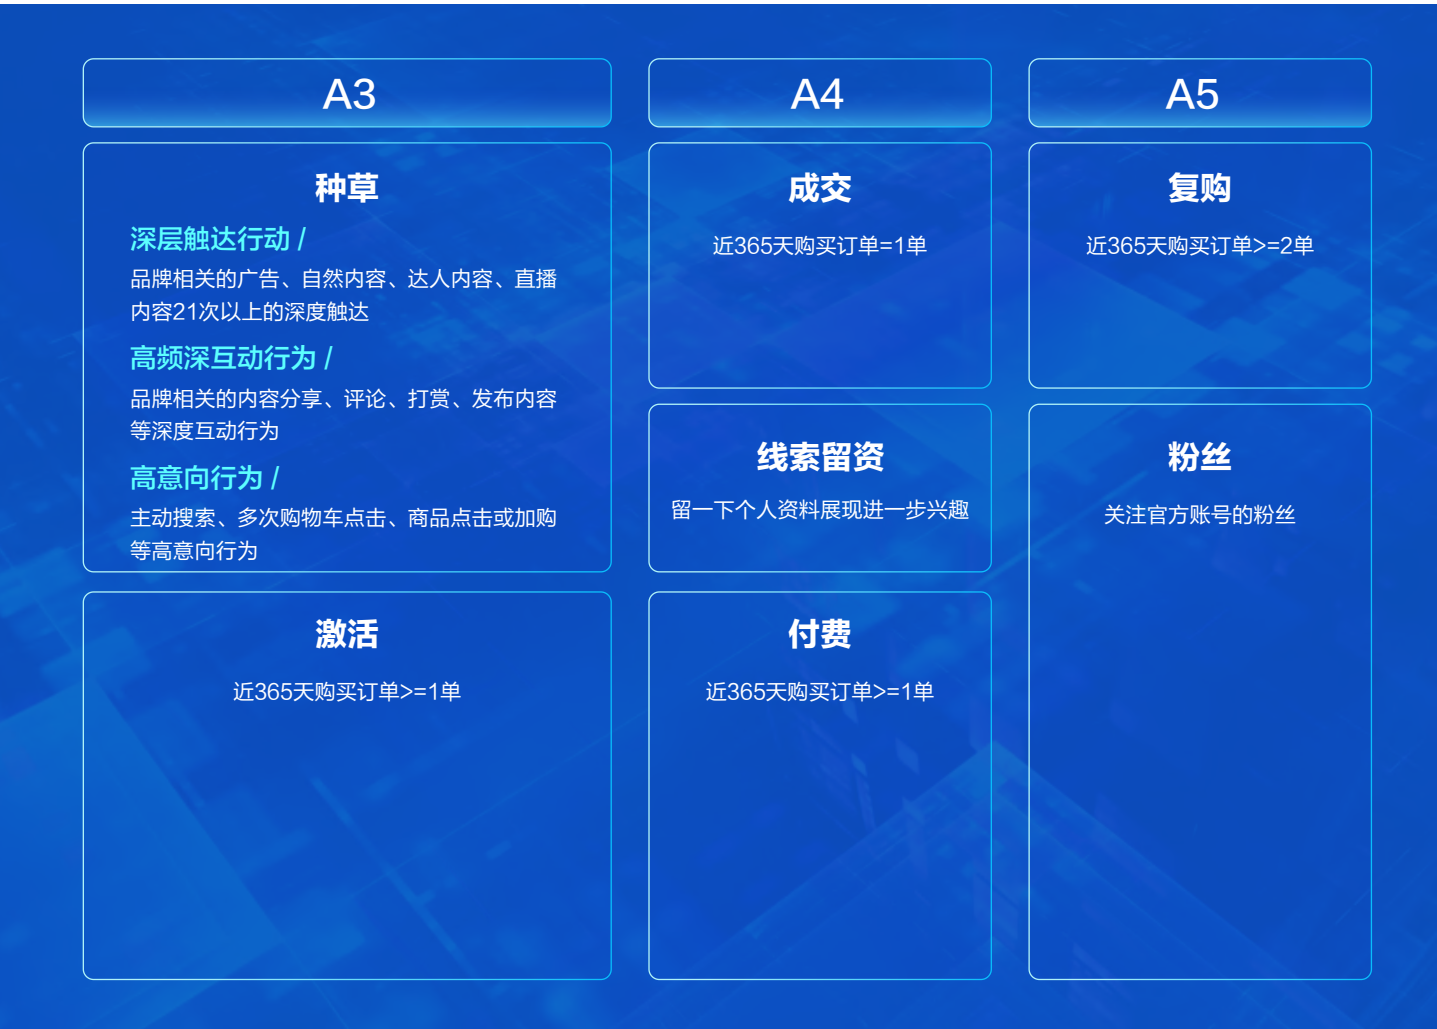 A3
种草
深层触达行动 /
品牌相关的广告、自然内容、达人内容、直播
内容21次以上的深度触达
高频深互动行为 /
品牌相关的内容分享、评论、打赏、发布内容
等深度互动行为
高意向行为 /
主动搜索、多次购物车点击、商品点击或加购
等高意向行为
激活
近365天购买订单>=1单
A4
成交
近365天购买订单=1单
线索留资
留一下个人资料展现进一步兴趣
付费
近365天购买订单>=1单
A5
复购
近365天购买订单>=2单
粉丝
关注官方账号的粉丝